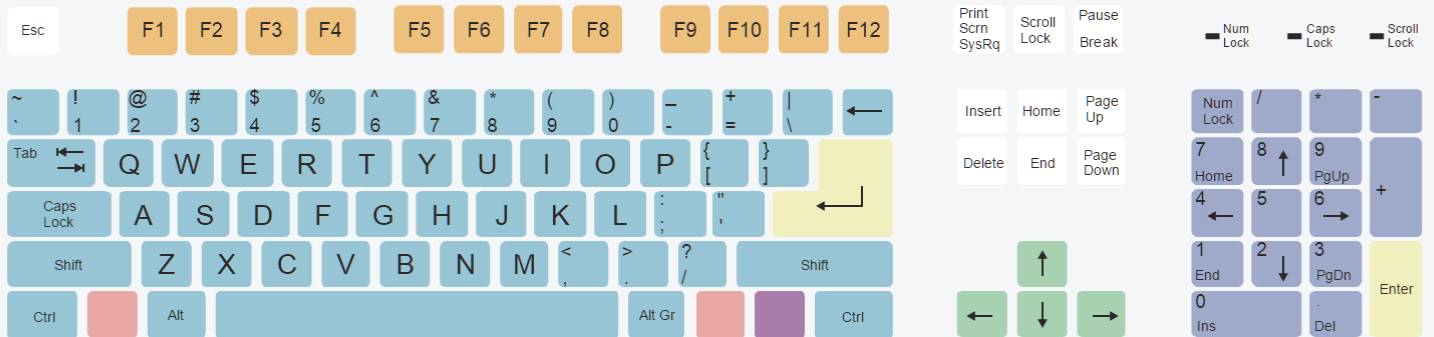 Esc F1 F2 F3 F4 F5 F6 F7 F8 F9 F10 F11 F12 Print Scrn SysRq Scroll Lock Pause Break Num Lock Caps Lock Scroll Lock
~ ` ! 1 @ 2 # 3 $ 4 % 5 ^ 6 & 7 * 8 ( 9 ) 0 _ - + = | \ ← Insert Home Page Up Num Lock / * -
Tab Q W E R T Y U I O P { [ } ] Delete End Page Down 7 Home 8 ↑ 9 PgUp +
Caps Lock A S D F G H J K L : ; " ' 4 ← 5 6 →
Shift Z X C V B N M < , > . ? / Shift ↑ 1 End 2 ↓ 3 PgDn Enter
Ctrl Alt Alt Gr Ctrl ← ↓ → 0 Ins . Del